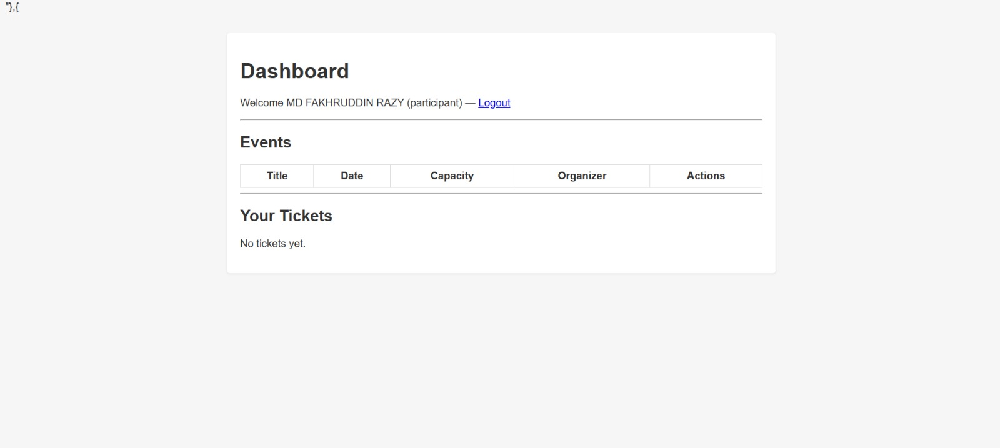 "},{
Dashboard
Welcome MD FAKHRUDDIN RAZY (participant) — Logout
Events
Title Date Capacity Organizer Actions
Your Tickets
No tickets yet.